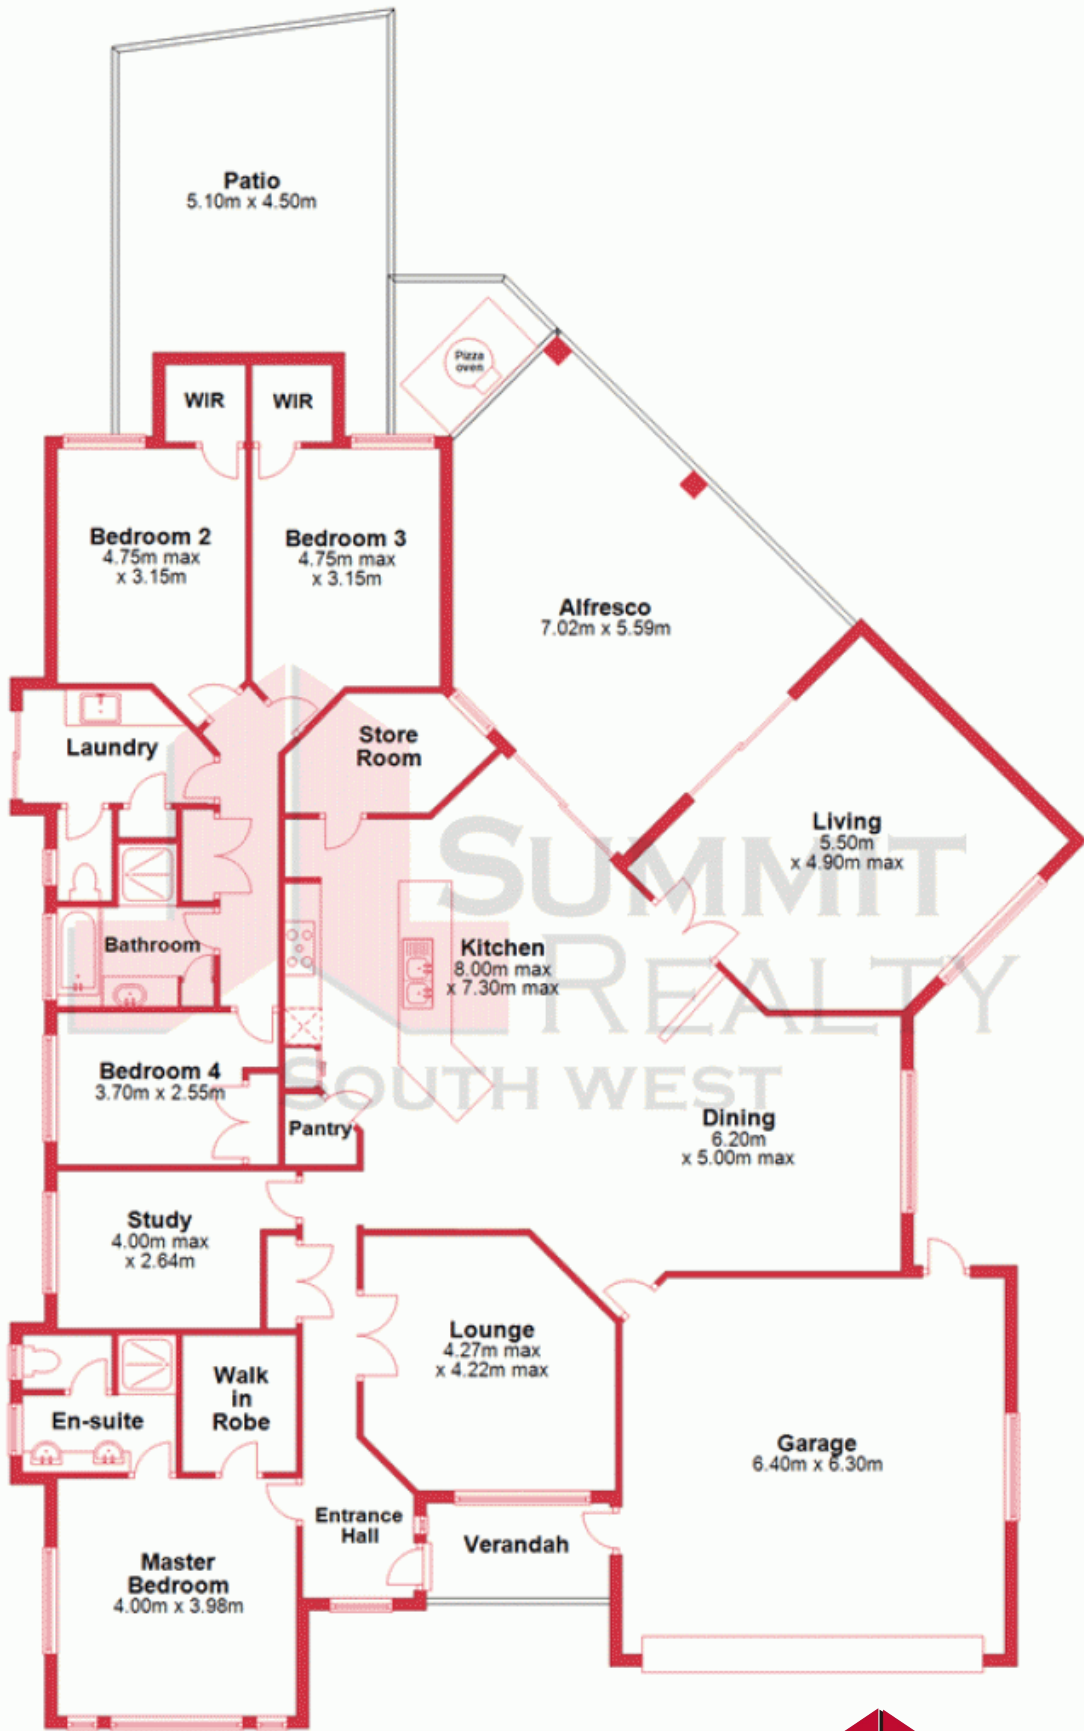 Patio
5.10m x 4.50m
Pizza
oven
WIR
WIR
Bedroom 2
4.75m max
x 3.15m
Bedroom 3
4.75m max
x 3.15m
Alfresco
7.02m x 5.59m
Laundry
Store
Room
Living
5.50m
x 4.90m max
SUMMIT
REALTY
SOUTH WEST
Bathroom
Kitchen
8.00m max
x 7.30m max
Bedroom 4
3.70m x 2.55m
Pantry
Dining
6.20m
x 5.00m max
Study
4.00m max
x 2.64m
Lounge
4.27m max
x 4.22m max
Walk
in
Robe
En-suite
Garage
6.40m x 6.30m
Entrance
Hall
Verandah
Master
Bedroom
4.00m x 3.98m